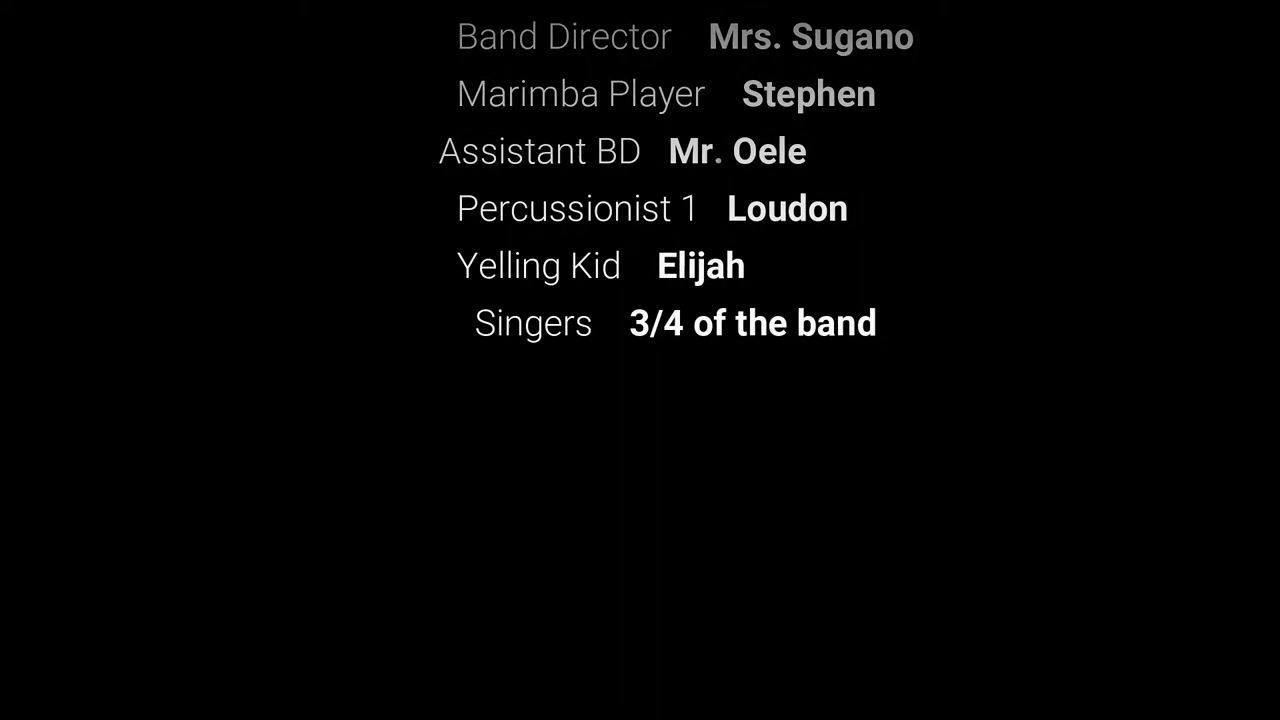 Band Director Mrs. Sugano
Marimba Player Stephen
Assistant BD Mr. Oele
Percussionist 1 Loudon
Yelling Kid Elijah
Singers 3/4 of the band